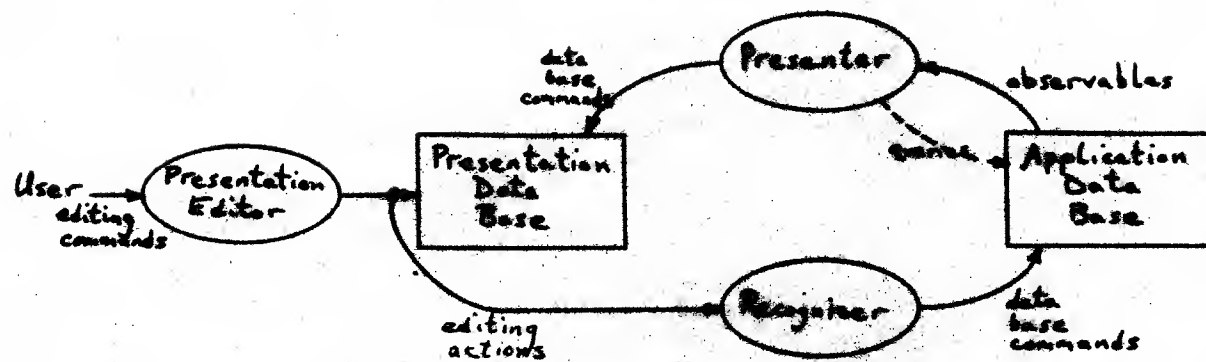 Presenter
data
base
commands
observables
queries
User
editing
commands
Presentation
Editor
Presentation
Data
Base
Application
Data
Base
Recognizer
editing
actions
data
base
commands